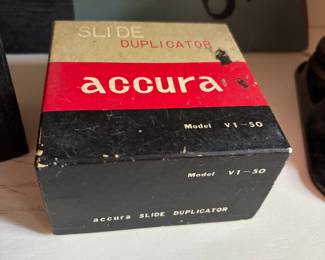 SLIDE
DUPLICATOR
accura
Model V1-50
Model V1-50
accura SLIDE DUPLICATOR